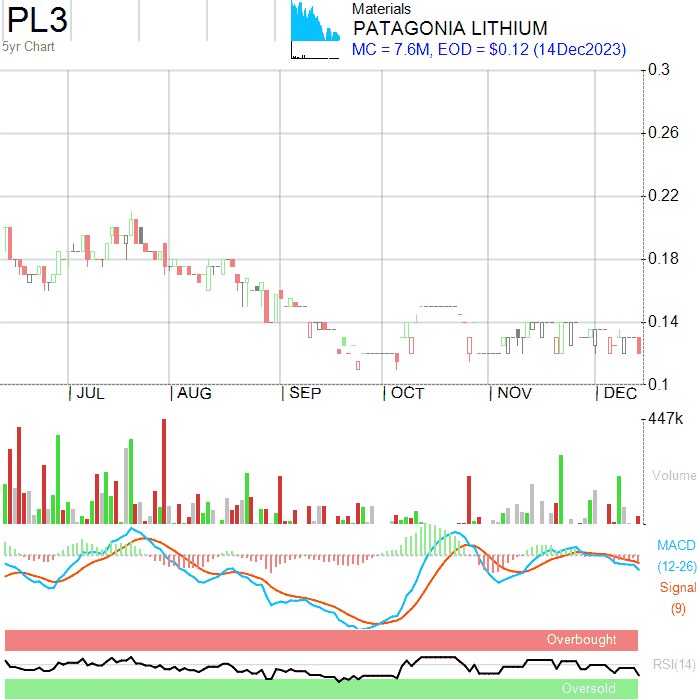 PL3
5yr Chart
Materials
PATAGONIA LITHIUM
MC = 7.6M, EOD = $0.12 (14Dec2023)
0.3
0.26
0.22
0.18
0.14
0.1
JUL AUG SEP OCT NOV DEC
447k
Volume
MACD
(12-26)
Signal
(9)
Overbought
RSI(14)
Oversold